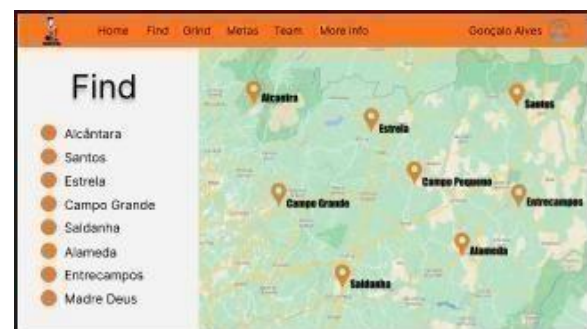 Home Find Grind Metas Team More info Gonçalo Alves
Find
Alcântara
Santos
Estrela
Campo Grande
Saldanha
Alameda
Entrecampos
Madre Deus
Alcantra
Santos
Estrela
Campo Pequeno
Campo Grande
Entrecampos
Alameda
Saldanha